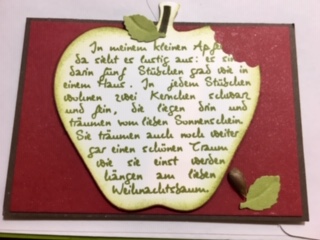 In meinem kleinen Apfel
da sieht es lustig aus: es sind
darin fünf Stübchen grad wie in
einem Haus. In jedem Stübchen
wohnen zwei Kernchen schwarz
und fein, die liegen drin und
träumen vom lieben Sonnenschein.
Sie träumen auch noch weiter
gar einen schönen Traum
wie sie einst werden
hängen am lieben
Weihnachtsbaum.